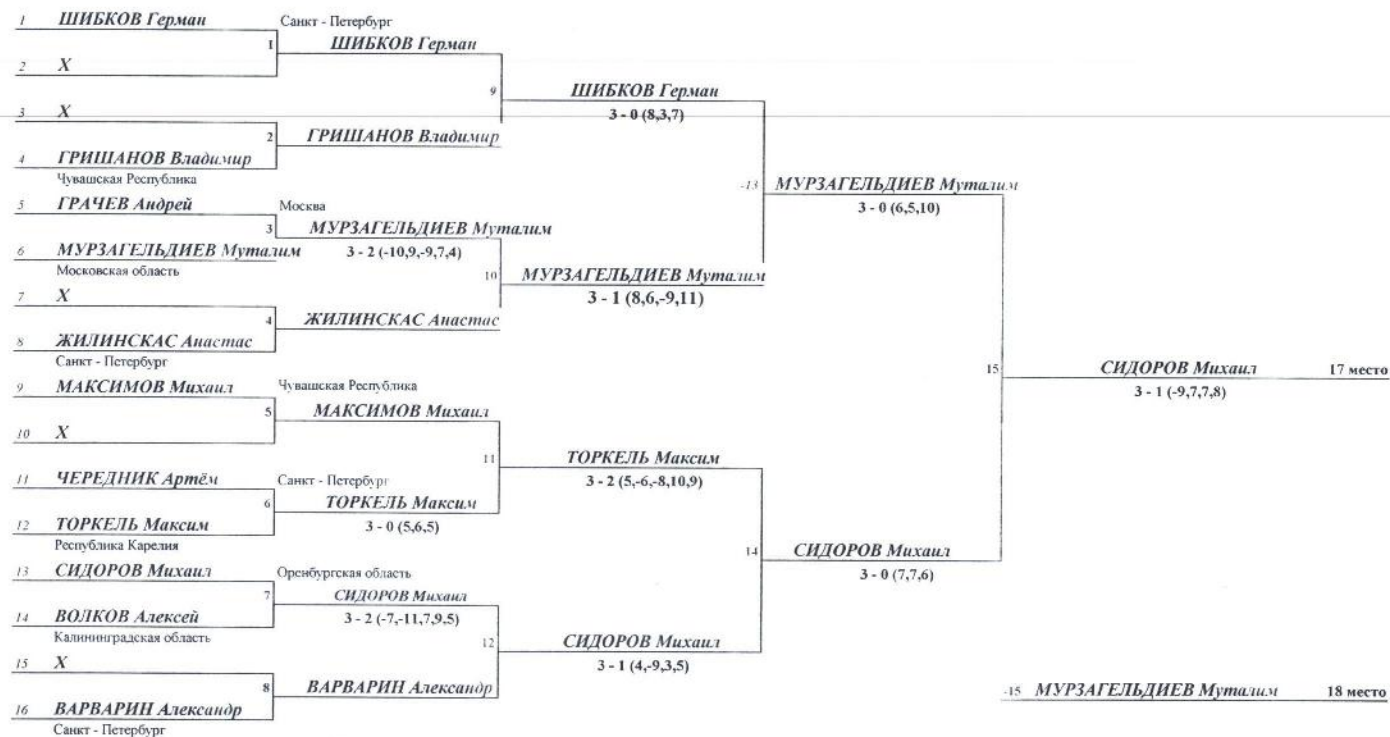 1 ШИБКОВ Герман Санкт - Петербург
1 ШИБКОВ Герман
2 X
9 ШИБКОВ Герман
3 - 0 (8,3,7)
3 X
2 ГРИШАНОВ Владимир
4 ГРИШАНОВ Владимир
Чувашская Республика
-13 МУРЗАГЕЛЬДИЕВ Муталим
3 - 0 (6,5,10)
5 ГРАЧЕВ Андрей Москва
3 МУРЗАГЕЛЬДИЕВ Муталим
3 - 2 (-10,9,-9,7,4)
6 МУРЗАГЕЛЬДИЕВ Муталим
Московская область
10 МУРЗАГЕЛЬДИЕВ Муталим
3 - 1 (8,6,-9,11)
7 X
4 ЖИЛИНСКАС Анастас
8 ЖИЛИНСКАС Анастас
Санкт - Петербург
15 СИДОРОВ Михаил 17 место
3 - 1 (-9,7,7,8)
9 МАКСИМОВ Михаил Чувашская Республика
5 МАКСИМОВ Михаил
10 X
11 ТОРКЕЛЬ Максим
3 - 2 (5,-6,-8,10,9)
11 ЧЕРЕДНИК Артём Санкт - Петербург
6 ТОРКЕЛЬ Максим
3 - 0 (5,6,5)
12 ТОРКЕЛЬ Максим
Республика Карелия
14 СИДОРОВ Михаил
3 - 0 (7,7,6)
13 СИДОРОВ Михаил Оренбургская область
7 СИДОРОВ Михаил
3 - 2 (-7,-11,7,9,5)
14 ВОЛКОВ Алексей
Калининградская область
12 СИДОРОВ Михаил
3 - 1 (4,-9,3,5)
15 X
8 ВАРВАРИН Александр
16 ВАРВАРИН Александр
Санкт - Петербург
-15 МУРЗАГЕЛЬДИЕВ Муталим 18 место